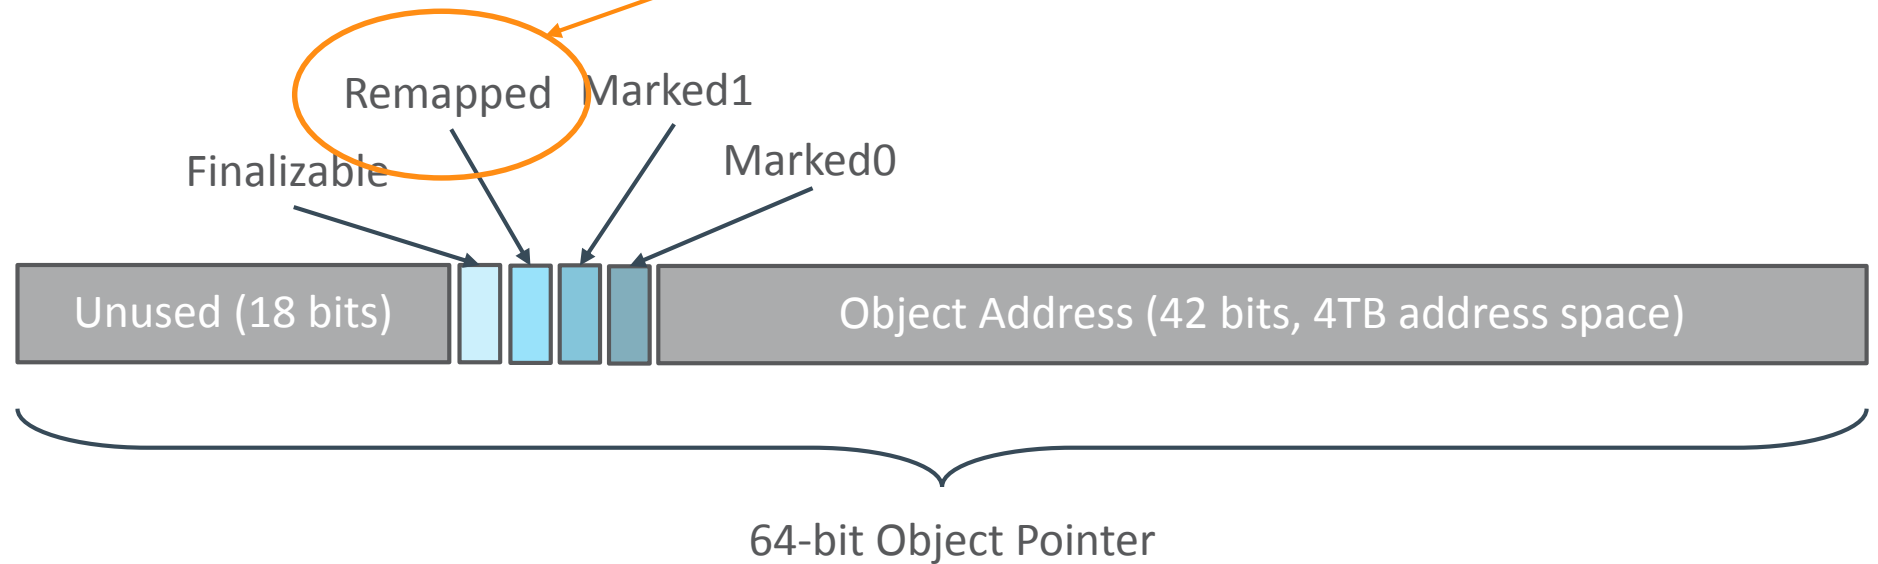 Remapped
Marked1
Finalizable
Marked0
Unused (18 bits)
Object Address (42 bits, 4TB address space)
64-bit Object Pointer